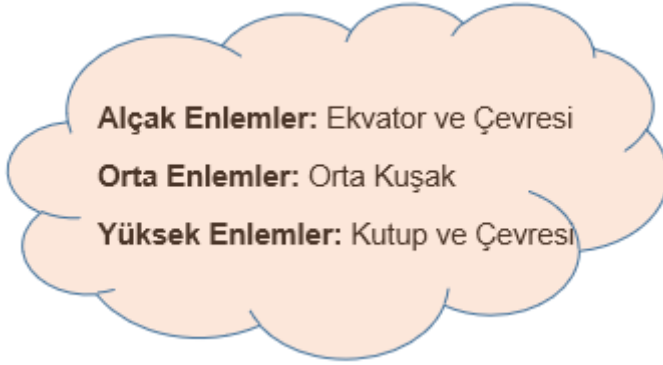 Alçak Enlemler: Ekvator ve Çevresi
Orta Enlemler: Orta Kuşak
Yüksek Enlemler: Kutup ve Çevresi